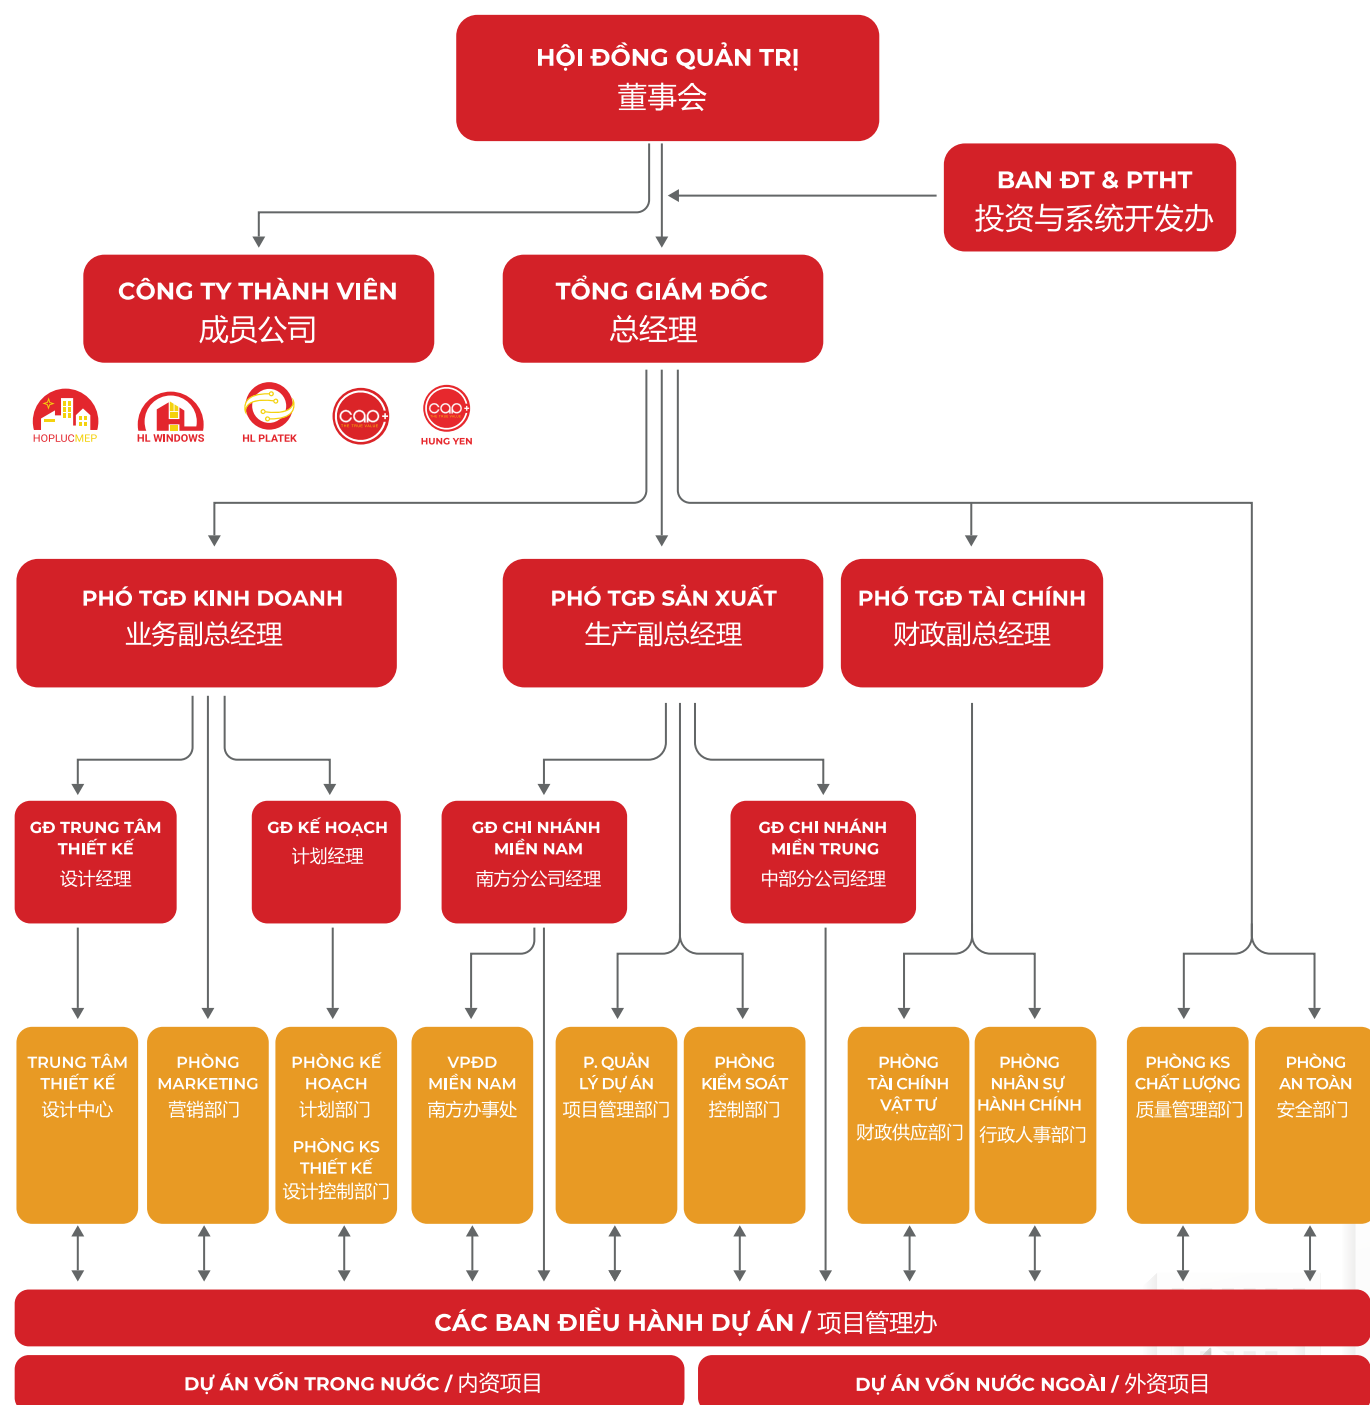 HỘI ĐỒNG QUẢN TRỊ
董事会
BAN ĐT & PTHT
投资与系统开发办
CÔNG TY THÀNH VIÊN
成员公司
TỔNG GIÁM ĐỐC
总经理
HOPLUCMEP
HL WINDOWS
HL PLATEK
cap+
THE TRUE VALUE
cap+
THE TRUE VALUE
HUNG YEN
PHÓ TGĐ KINH DOANH
业务副总经理
PHÓ TGĐ SẢN XUẤT
生产副总经理
PHÓ TGĐ TÀI CHÍNH
财政副总经理
GĐ TRUNG TÂM
THIẾT KẾ
设计经理
GĐ KẾ HOẠCH
计划经理
GĐ CHI NHÁNH
MIỀN NAM
南方分公司经理
GĐ CHI NHÁNH
MIỀN TRUNG
中部分公司经理
TRUNG TÂM
THIẾT KẾ
设计中心
PHÒNG
MARKETING
营销部门
PHÒNG KẾ
HOẠCH
计划部门
PHÒNG KS
THIẾT KẾ
设计控制部门
VPĐD
MIỀN NAM
南方办事处
P. QUẢN
LÝ DỰ ÁN
项目管理部门
PHÒNG
KIỂM SOÁT
控制部门
PHÒNG
TÀI CHÍNH
VẬT TƯ
财政供应部门
PHÒNG
NHÂN SỰ
HÀNH CHÍNH
行政人事部门
PHÒNG KS
CHẤT LƯỢNG
质量管理部门
PHÒNG
AN TOÀN
安全部门
CÁC BAN ĐIỀU HÀNH DỰ ÁN / 项目管理办
DỰ ÁN VỐN TRONG NƯỚC / 内资项目
DỰ ÁN VỐN NƯỚC NGOÀI / 外资项目